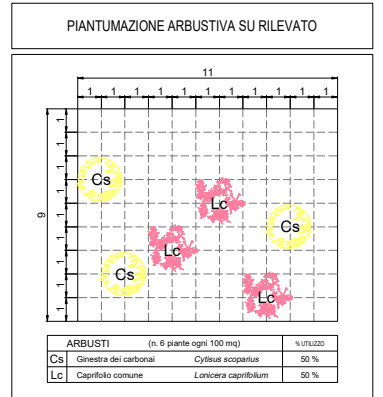 PIANTUMAZIONE ARBUSTIVA SU RILEVATO
11
1 1 1 1 1 1 1 1 1 1 1
9
1
1
1
1
1
1
1
1
1
Cs
Lc
Cs
Lc
Cs
Lc
ARBUSTI (n. 6 piante ogni 100 mq) % UTILIZZO
Cs Ginestra dei carbonai Cytisus scoparius 50 %
Lc Caprifolio comune Lonicera caprifolium 50 %